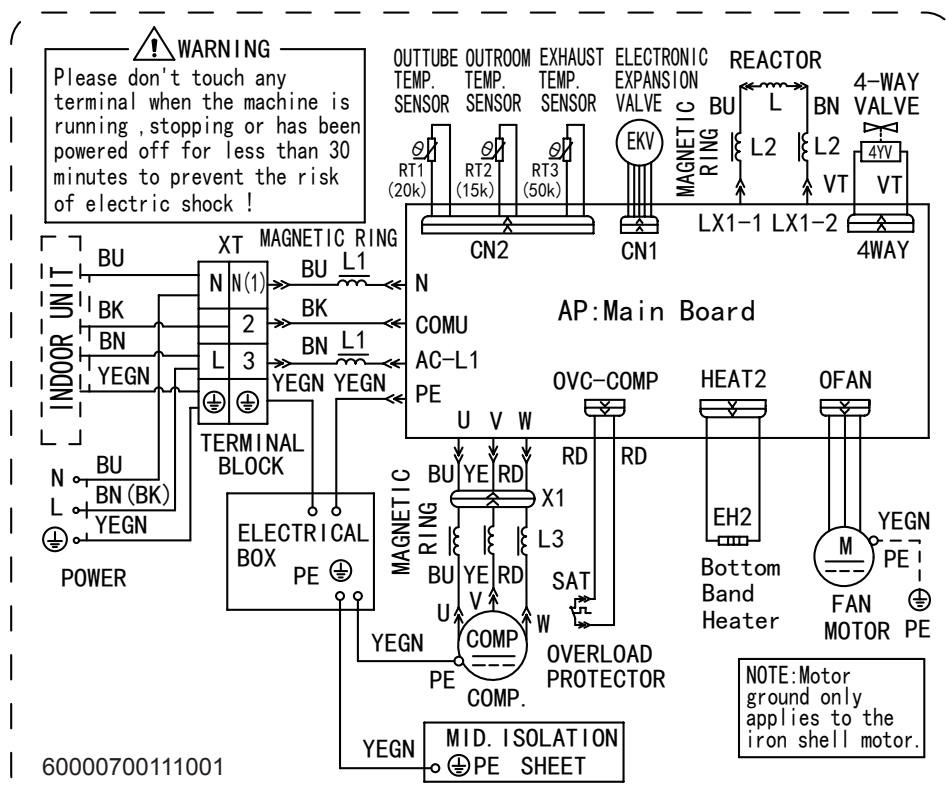 WARNING
Please don't touch any
terminal when the machine is
running ,stopping or has been
powered off for less than 30
minutes to prevent the risk
of electric shock !
OUTTUBE
TEMP.
SENSOR
OUTROOM
TEMP.
SENSOR
EXHAUST
TEMP.
SENSOR
ELECTRONIC
EXPANSION
VALVE
REACTOR
4-WAY
VALVE
RT1
(20k)
RT2
(15k)
RT3
(50k)
EKV
MAGNETIC
RING
BU
L
BN
L2
L2
4YV
VT
VT
CN2
CN1
LX1-1
LX1-2
4WAY
INDOOR UNIT
BU
BK
BN
YEGN
XT
MAGNETIC RING
N
N(1)
2
L
3
BU
L1
N
BK
COMU
BN
L1
AC-L1
YEGN
YEGN
PE
TERMINAL
BLOCK
AP:Main Board
OVC-COMP
HEAT2
OFAN
U
V
W
N
BU
L
BN(BK)
YEGN
POWER
ELECTRICAL
BOX
PE
MAGNETIC
RING
BU
YE
RD
X1
L3
BU
YE
RD
U
V
W
COMP
PE
COMP.
YEGN
RD
RD
SAT
OVERLOAD
PROTECTOR
EH2
Bottom
Band
Heater
M
YEGN
PE
FAN
MOTOR
PE
NOTE:Motor
ground only
applies to the
iron shell motor.
YEGN
MID. ISOLATION
PE SHEET
60000700111001